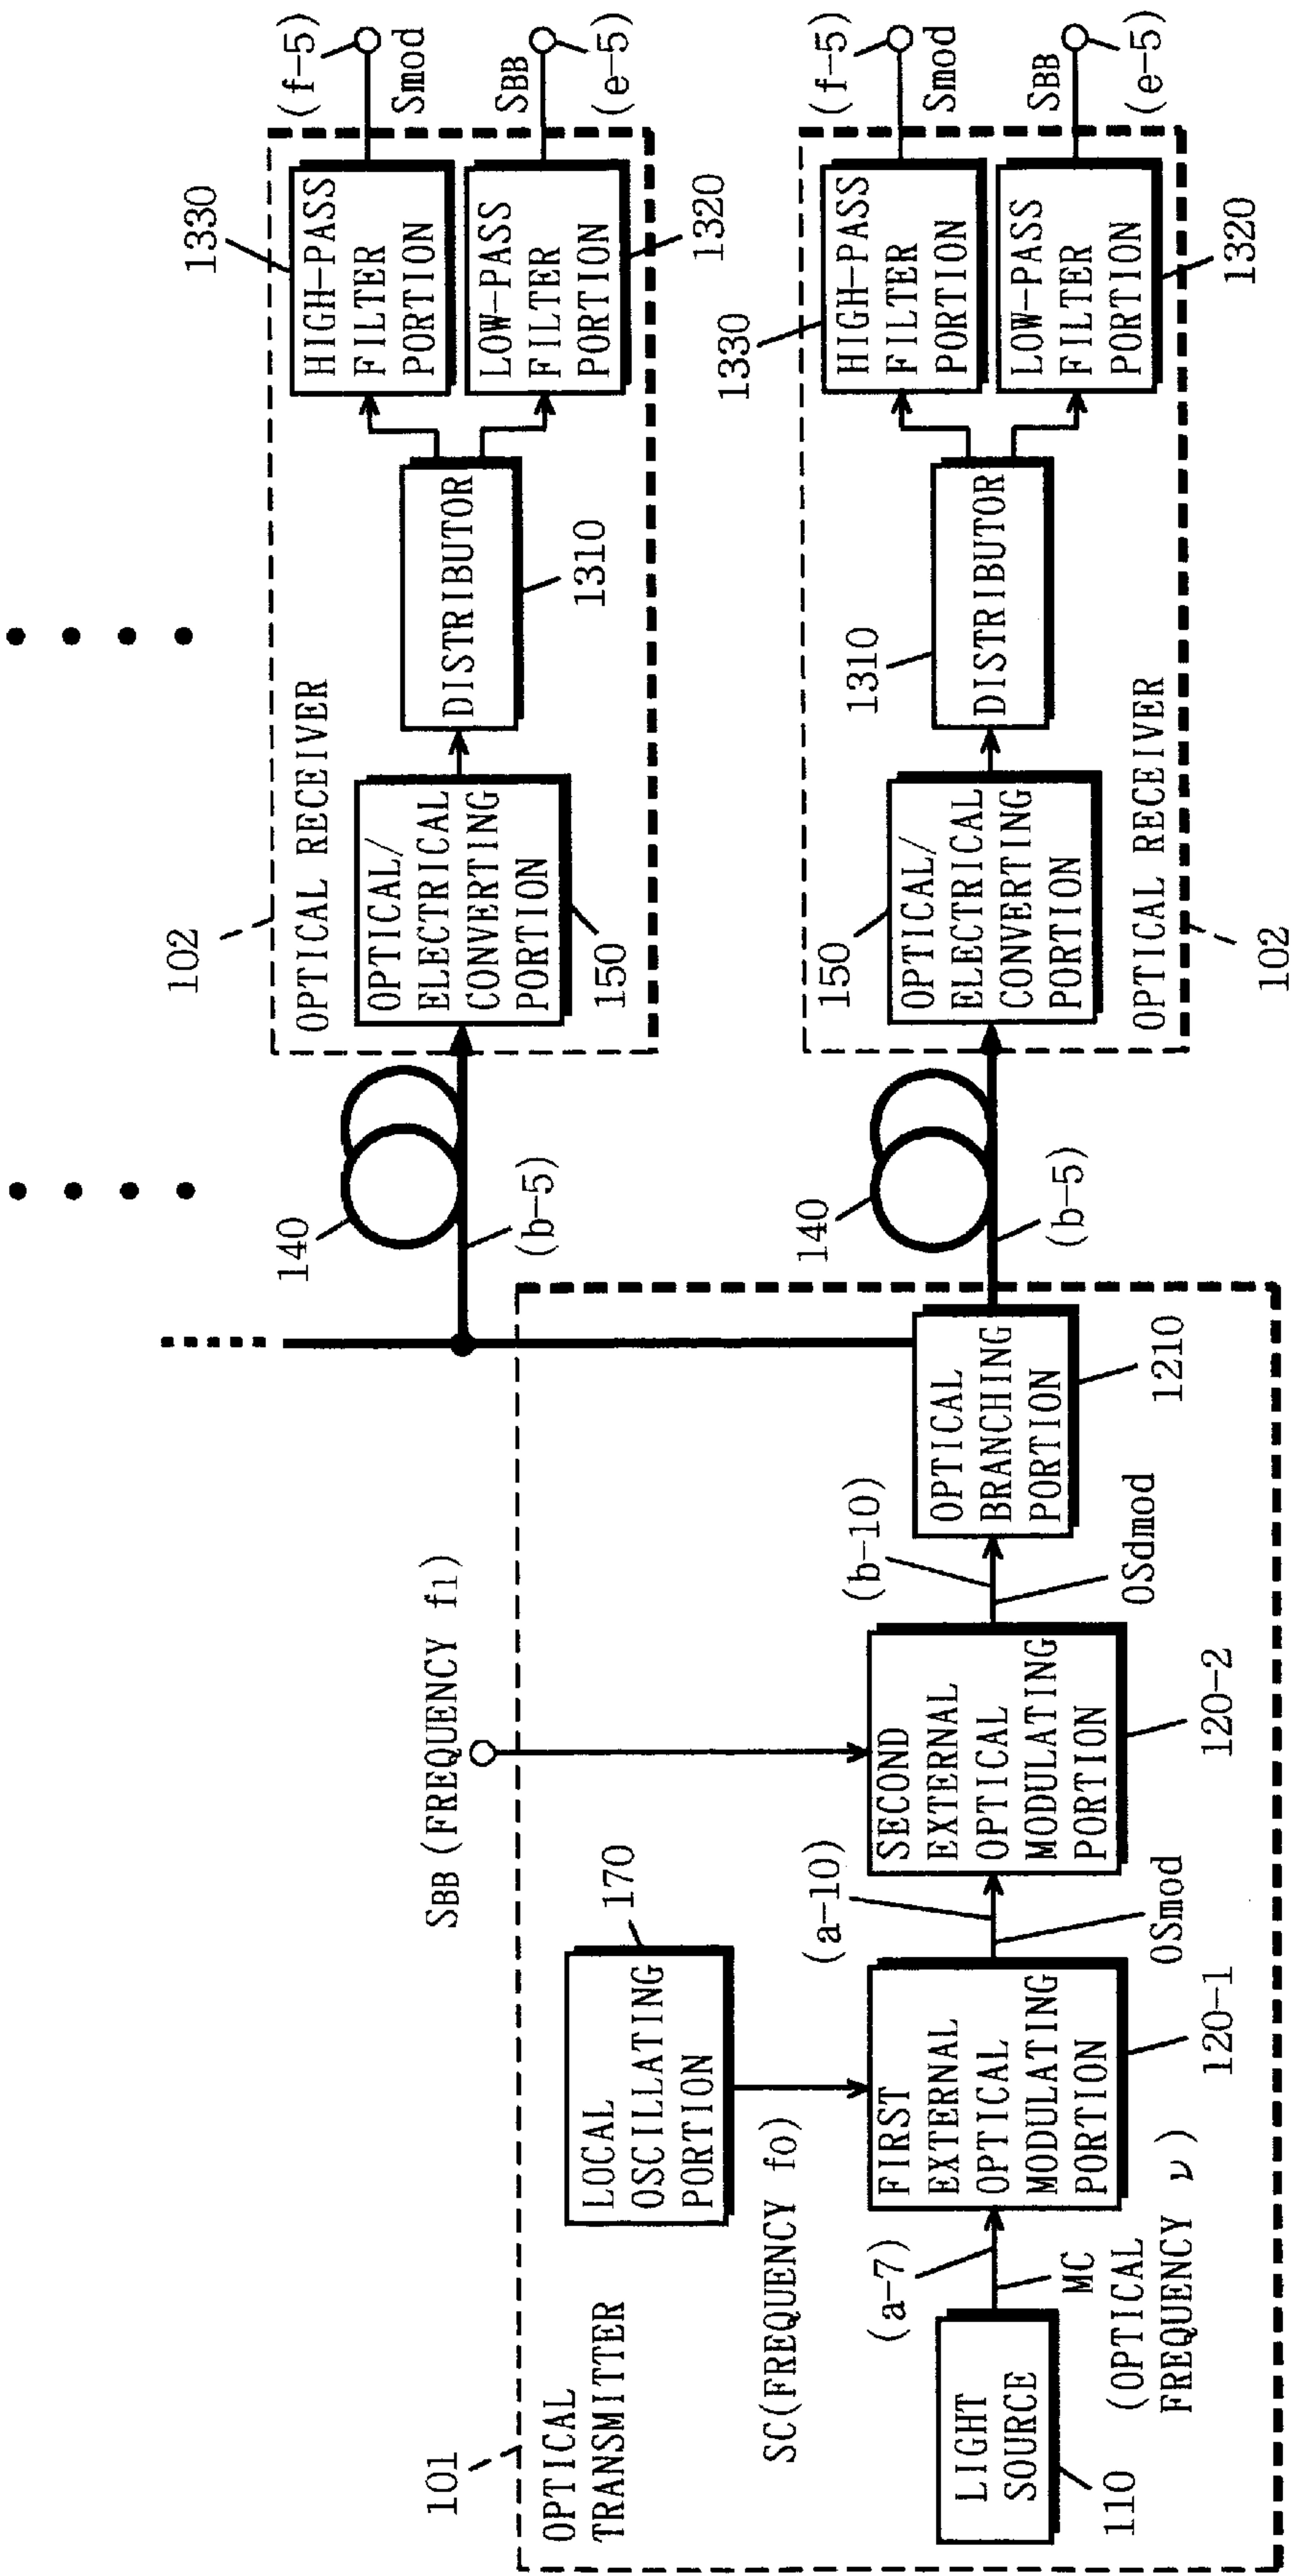 101
OPTICAL
TRANSMITTER
LIGHT
SOURCE
110
(a-7)
MC
(OPTICAL
FREQUENCY ν)
LOCAL
OSCILLATING
PORTION
170
SC(FREQUENCY f0)
FIRST
EXTERNAL
OPTICAL
MODULATING
PORTION
120-1
(a-10)
OSmod
SBB (FREQUENCY f1)
SECOND
EXTERNAL
OPTICAL
MODULATING
PORTION
120-2
(b-10)
OSdmod
OPTICAL
BRANCHING
PORTION
1210
140
(b-5)
140
(b-5)
102
OPTICAL RECEIVER
OPTICAL/
ELECTRICAL
CONVERTING
PORTION
150
DISTRIBUTOR
1310
1330
HIGH-PASS
FILTER
PORTION
LOW-PASS
FILTER
PORTION
1320
(f-5)
Smod
SBB
(e-5)
150
OPTICAL/
ELECTRICAL
CONVERTING
PORTION
OPTICAL RECEIVER
102
1310
DISTRIBUTOR
1330
HIGH-PASS
FILTER
PORTION
LOW-PASS
FILTER
PORTION
1320
(f-5)
Smod
SBB
(e-5)